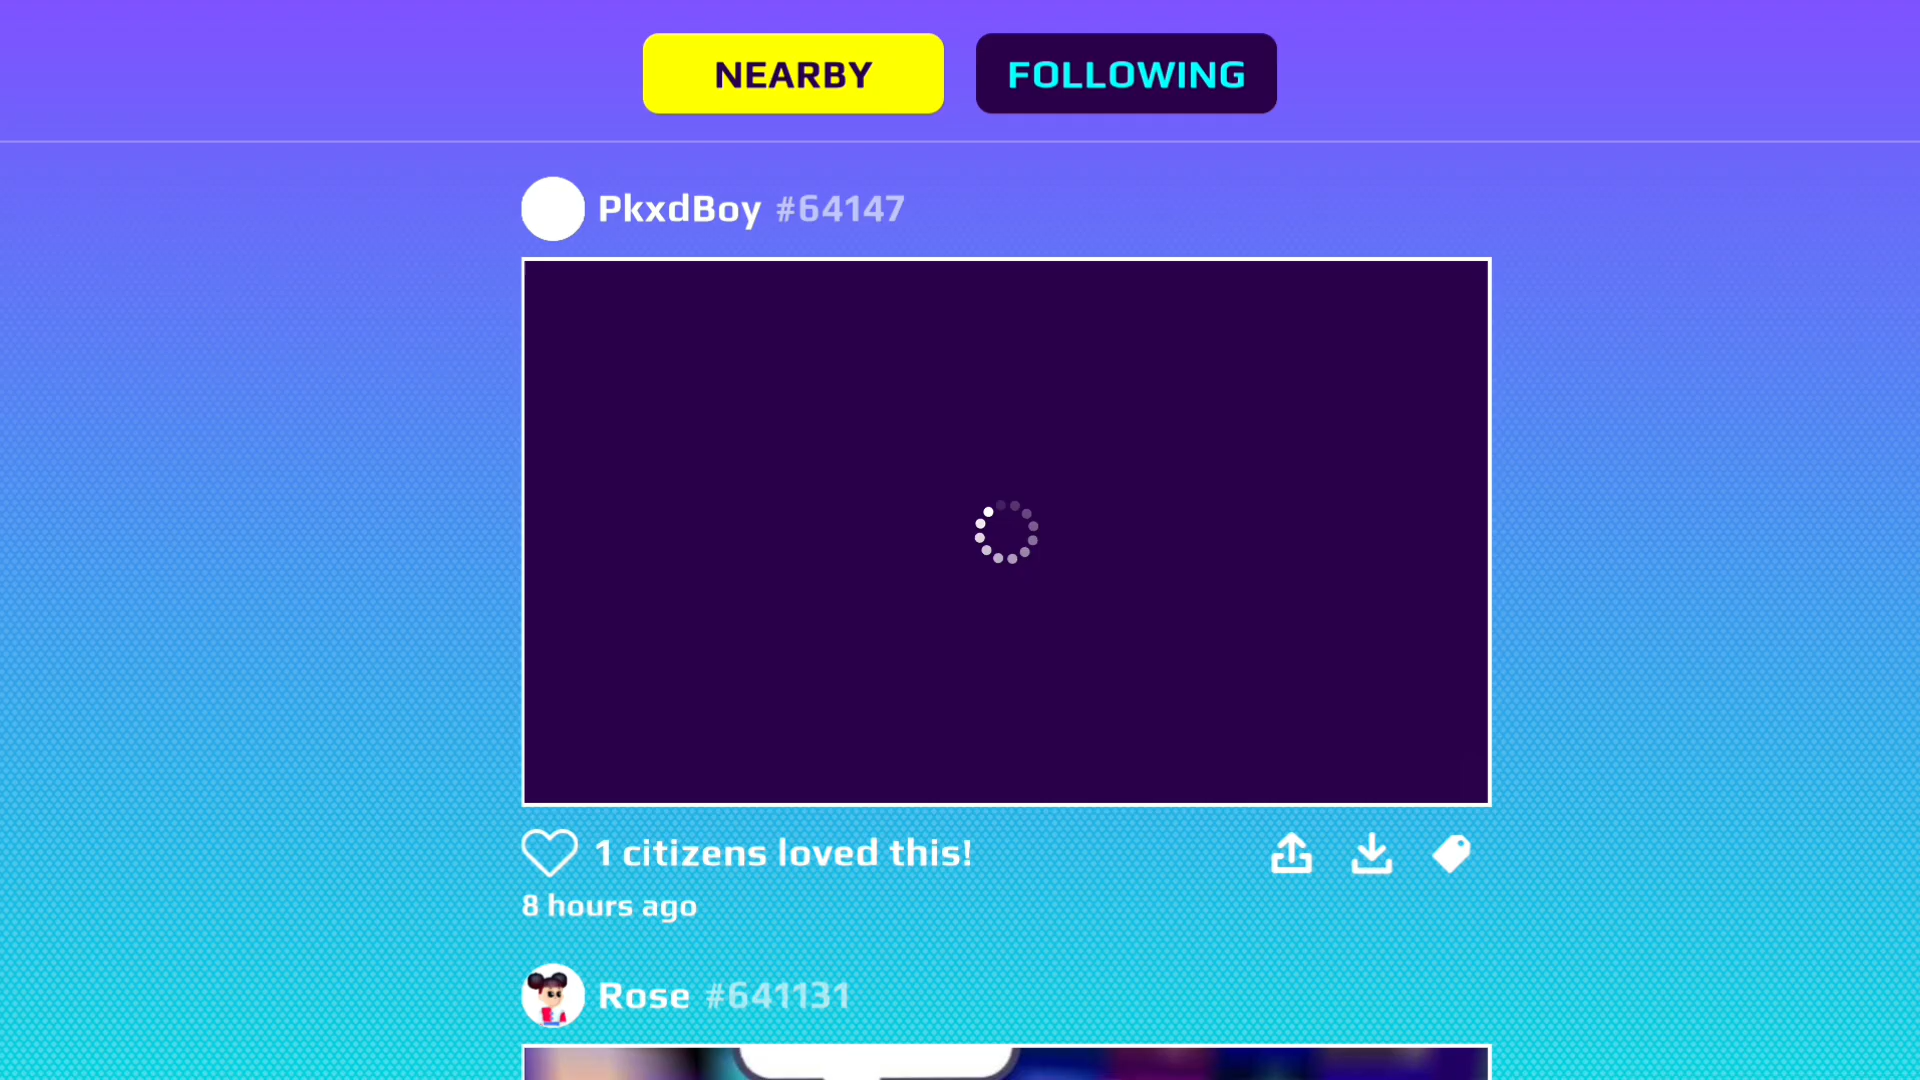 NEARBY
FOLLOWING
PkxdBoy #64147
1 citizens loved this!
8 hours ago
Rose #641131